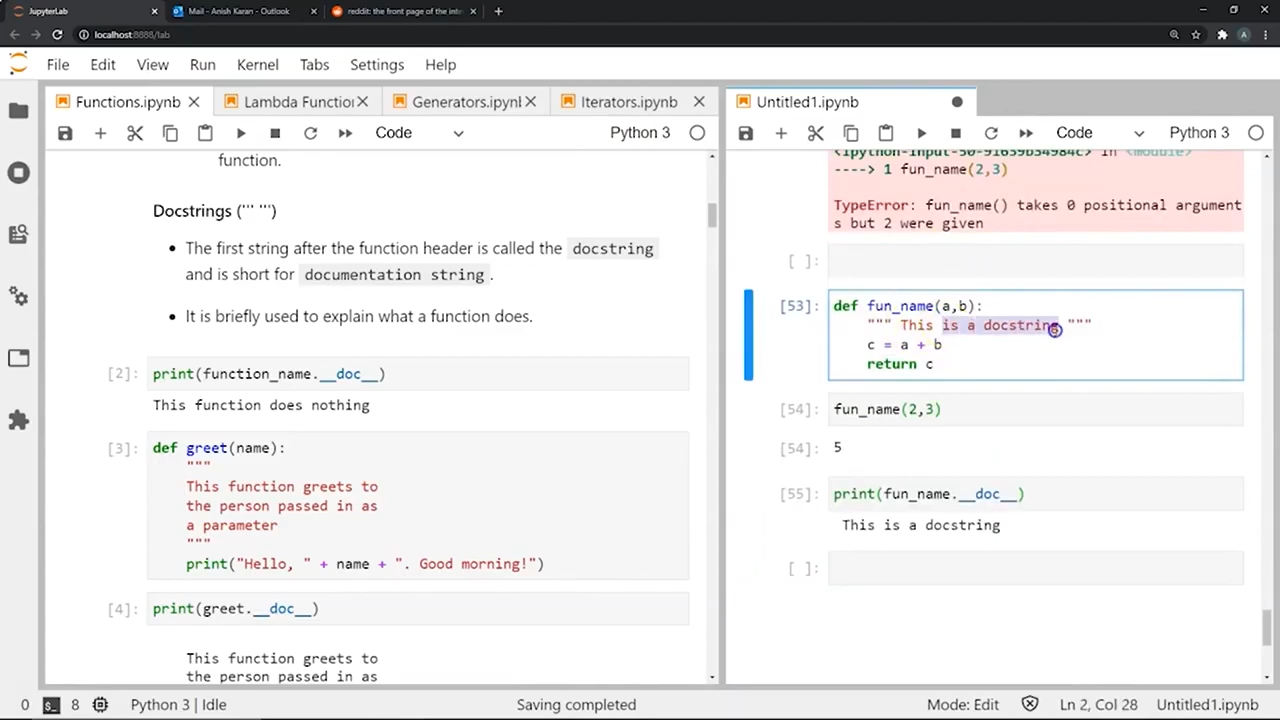 JupyterLab
Mail - Anish Karan - Outlook
reddit: the front page of the inte
localhost:8888/lab
File Edit View Run Kernel Tabs Settings Help
Functions.ipynb
Lambda Function
Generators.ipynb
Iterators.ipynb
Code
Python 3
function.
Docstrings (''' ''')
• The first string after the function header is called the docstring
and is short for documentation string .
• It is briefly used to explain what a function does.
[2]: print(function_name.__doc__)
This function does nothing
[3]: def greet(name):
"""
This function greets to
the person passed in as
a parameter
"""
print("Hello, " + name + ". Good morning!")
[4]: print(greet.__doc__)
This function greets to
the person passed in as
Untitled1.ipynb
Code
Python 3
<ipython-input-50-91639b34984c> in <module>
----> 1 fun_name(2,3)
TypeError: fun_name() takes 0 positional argument
s but 2 were given
[ ]:
[53]: def fun_name(a,b):
""" This is a docstring """
c = a + b
return c
[54]: fun_name(2,3)
[54]: 5
[55]: print(fun_name.__doc__)
This is a docstring
[ ]:
0 8 Python 3 | Idle Saving completed Mode: Edit Ln 2, Col 28 Untitled1.ipynb